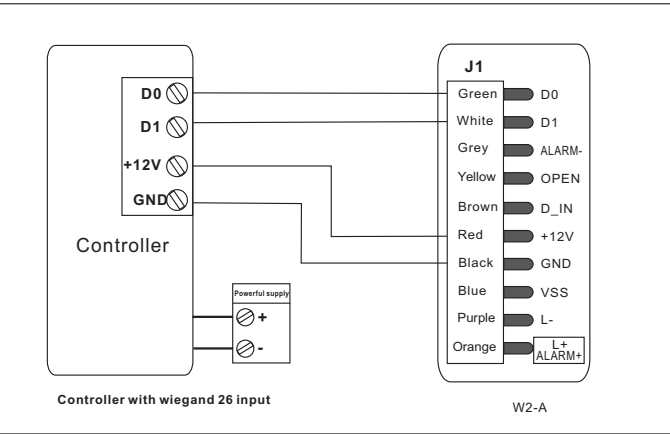 J1
D0
D1
+12V
GND
Controller
Powerful supply
+
-
Green D0
White D1
Grey ALARM-
Yellow OPEN
Brown D_IN
Red +12V
Black GND
Blue VSS
Purple L-
Orange L+
ALARM+
Controller with wiegand 26 input
W2-A